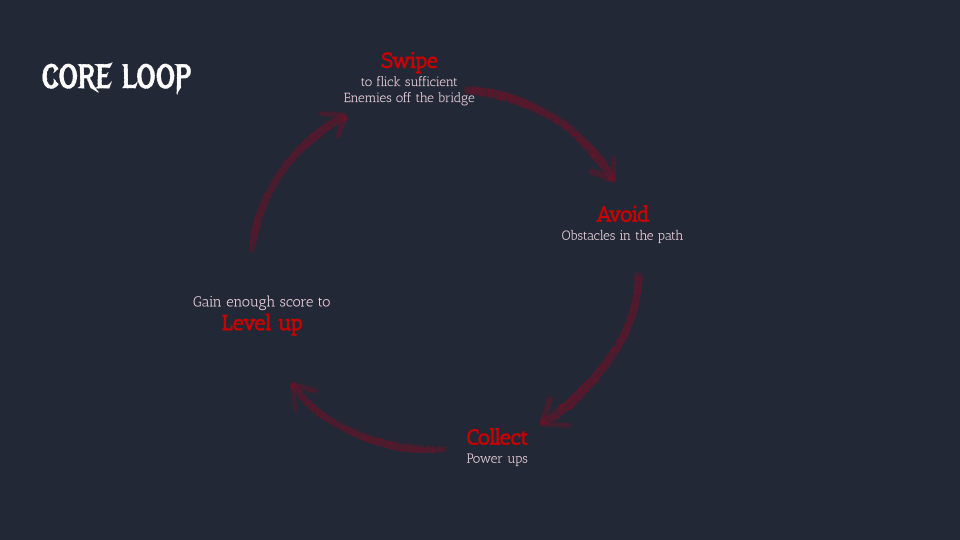 CORE LOOP
Swipe
to flick sufficient
Enemies off the bridge
Avoid
Obstacles in the path
Collect
Power ups
Gain enough score to
Level up